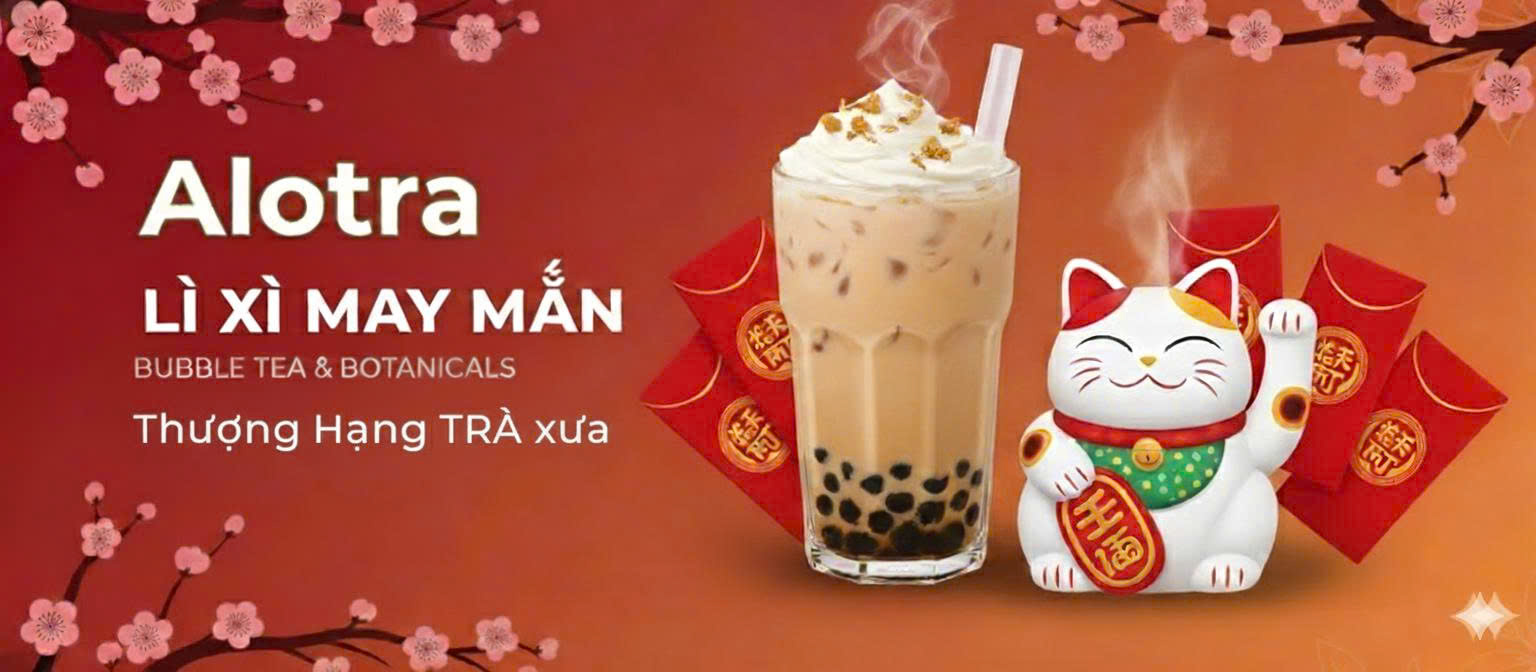 Alotra
LÌ XÌ MAY MẮN
BUBBLE TEA & BOTANICALS
Thượng Hạng TRÀ xưa